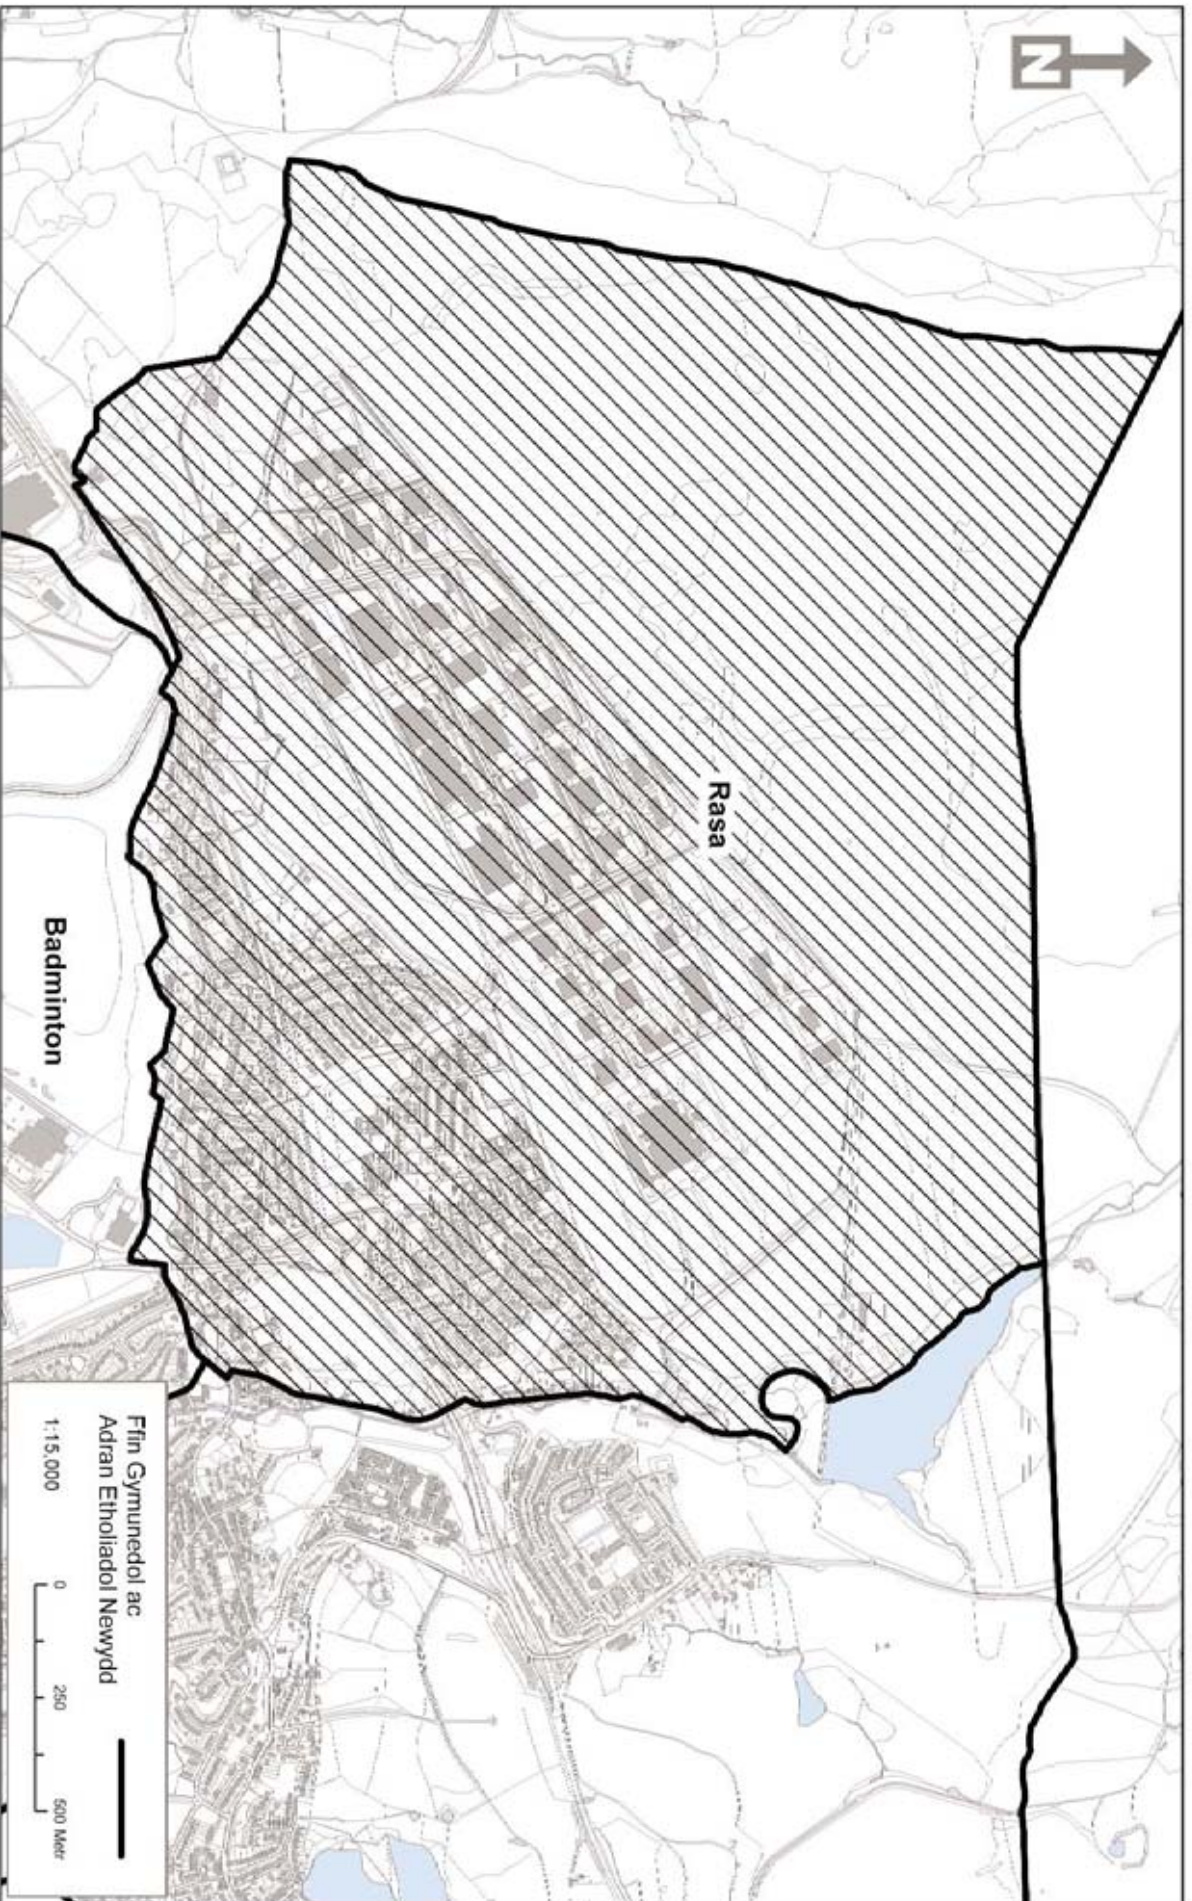 N
Rasa
Badminton
Ffin Gymunedol ac
Adran Etholiadol Newydd
1:15,000
0 250 500 Metr